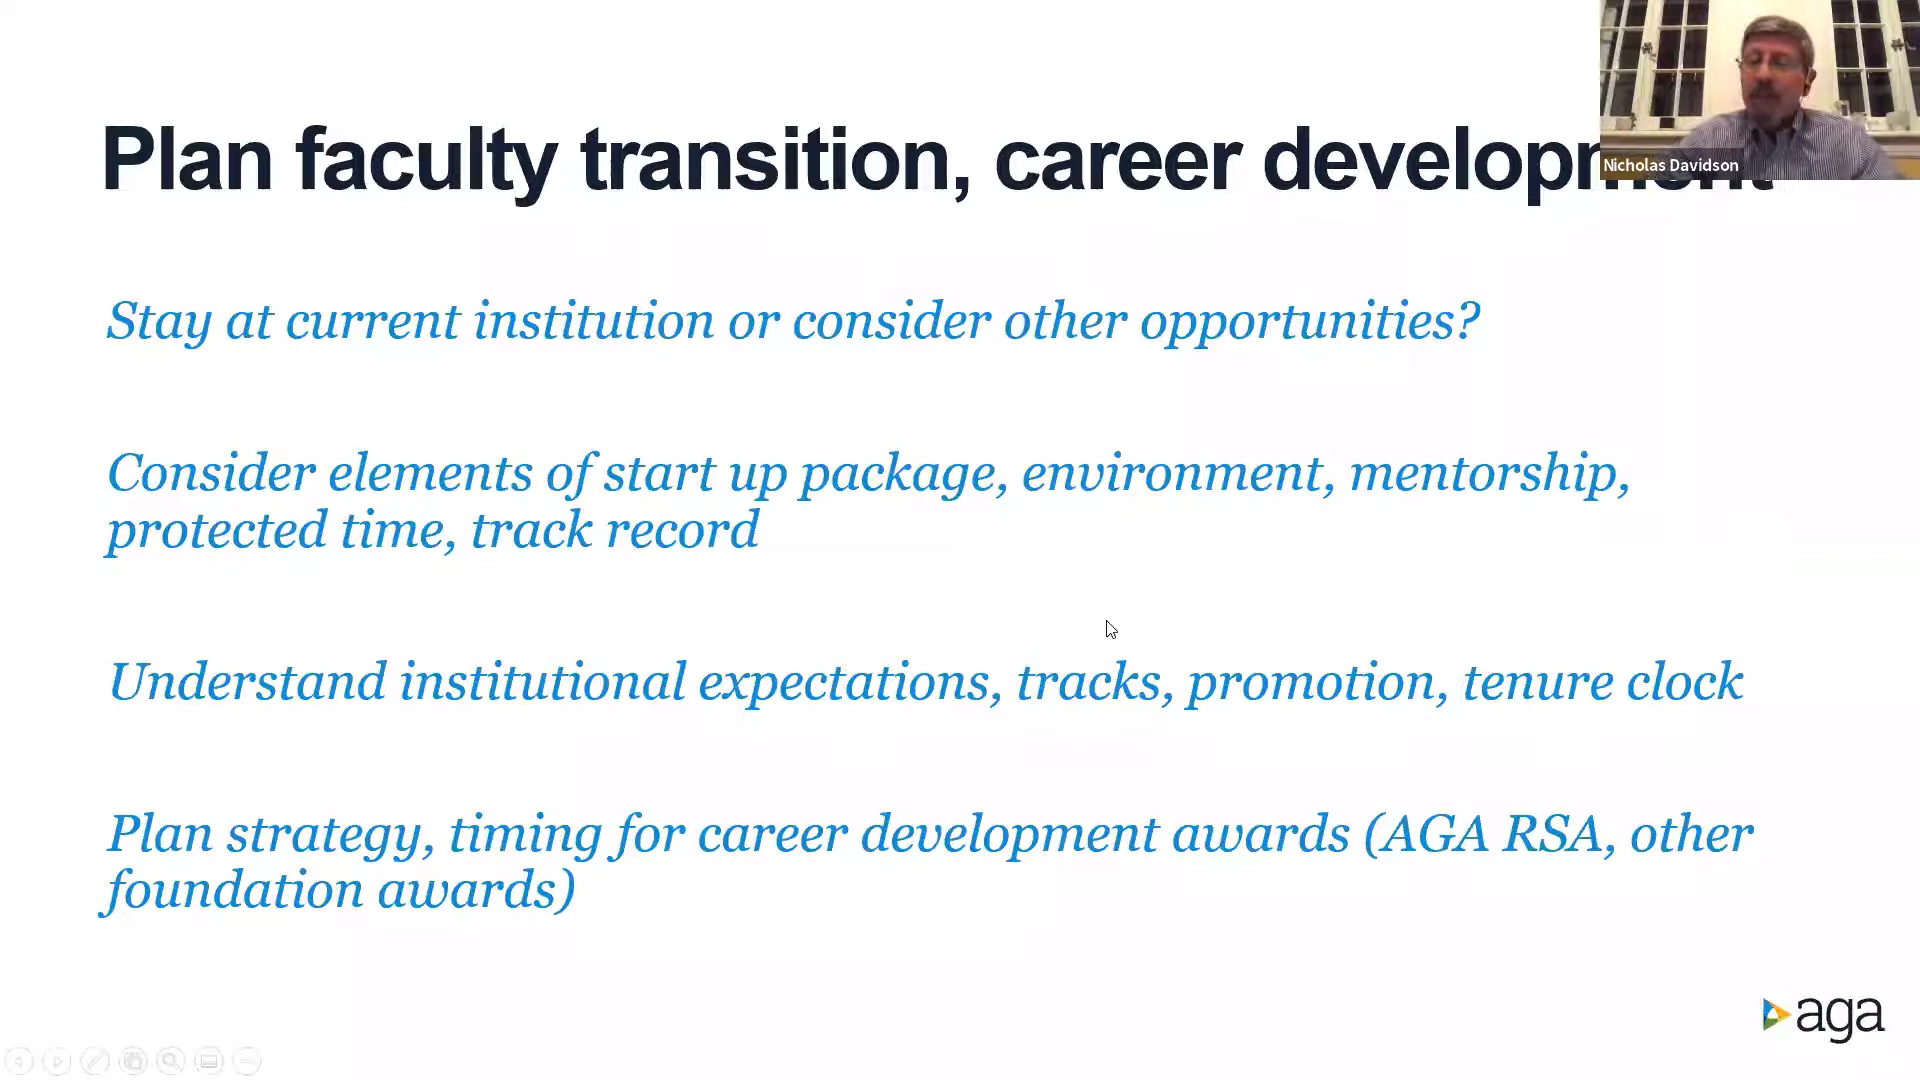 Plan faculty transition, career development
Nicholas Davidson
Stay at current institution or consider other opportunities?
Consider elements of start up package, environment, mentorship,
protected time, track record
Understand institutional expectations, tracks, promotion, tenure clock
Plan strategy, timing for career development awards (AGA RSA, other
foundation awards)
aga